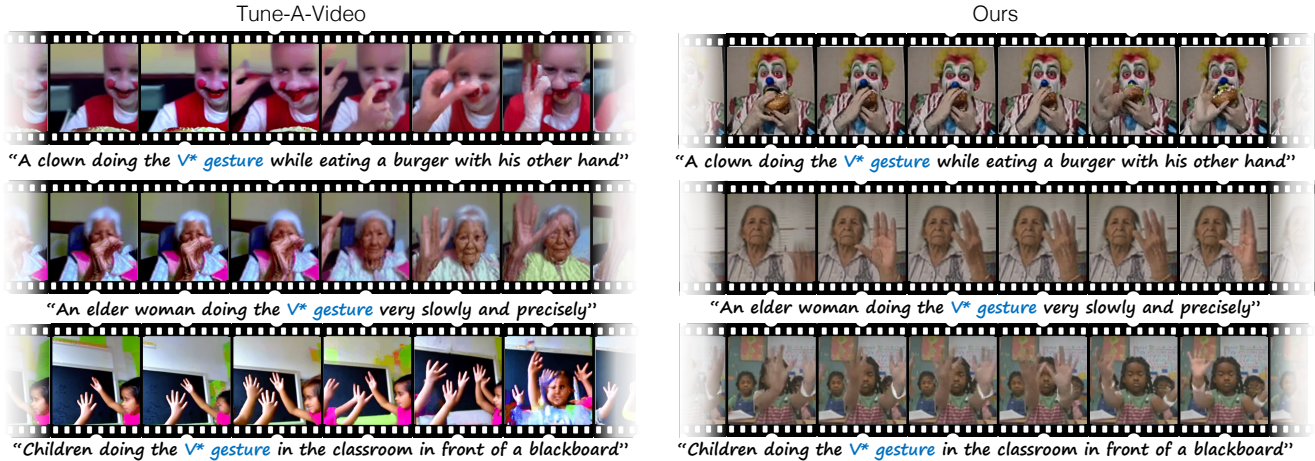 Tune-A-Video
Ours
“A clown doing the V* gesture while eating a burger with his other hand”
“A clown doing the V* gesture while eating a burger with his other hand”
“An elder woman doing the V* gesture very slowly and precisely”
“An elder woman doing the V* gesture very slowly and precisely”
“Children doing the V* gesture in the classroom in front of a blackboard”
“Children doing the V* gesture in the classroom in front of a blackboard”